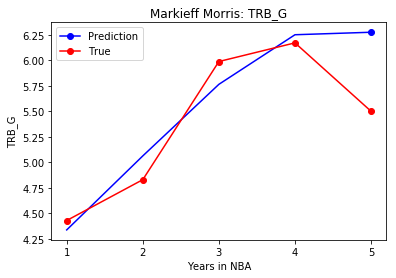 Markieff Morris: TRB_G
Prediction
True
6.25
6.00
5.75
5.50
5.25
5.00
4.75
4.50
4.25
TRB_G
1 2 3 4 5
Years in NBA